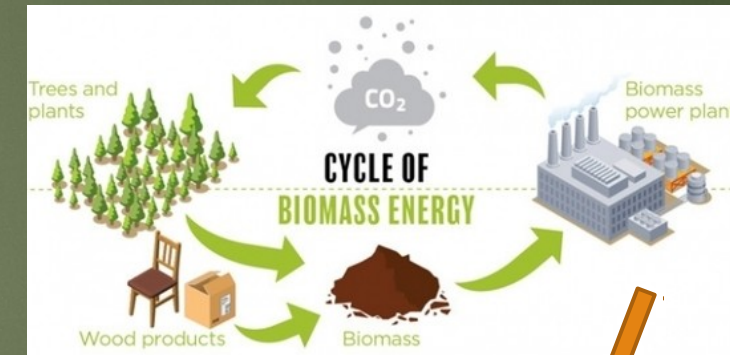 Trees and
plants
CO₂
Biomass
power plan
CYCLE OF
BIOMASS ENERGY
Wood products
Biomass